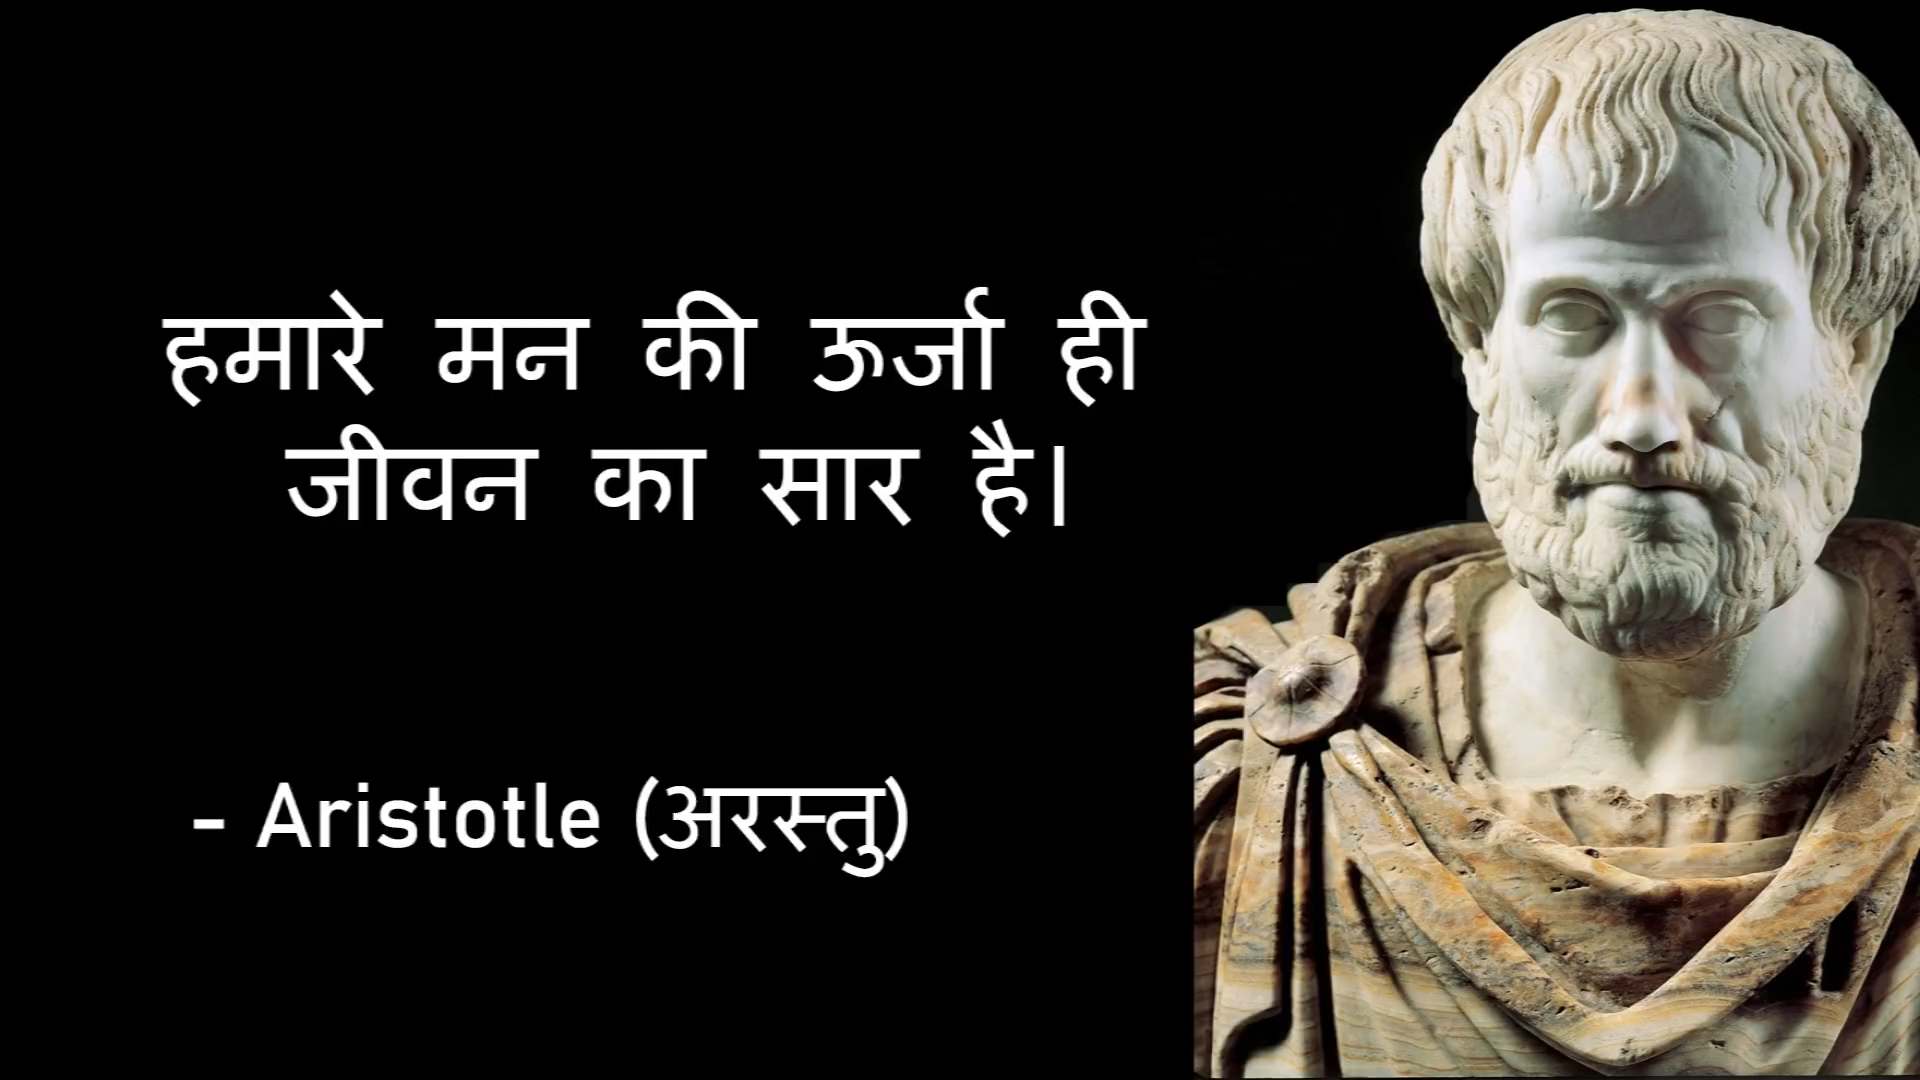 हमारे मन की ऊर्जा ही
जीवन का सार है।
- Aristotle (अरस्तु)